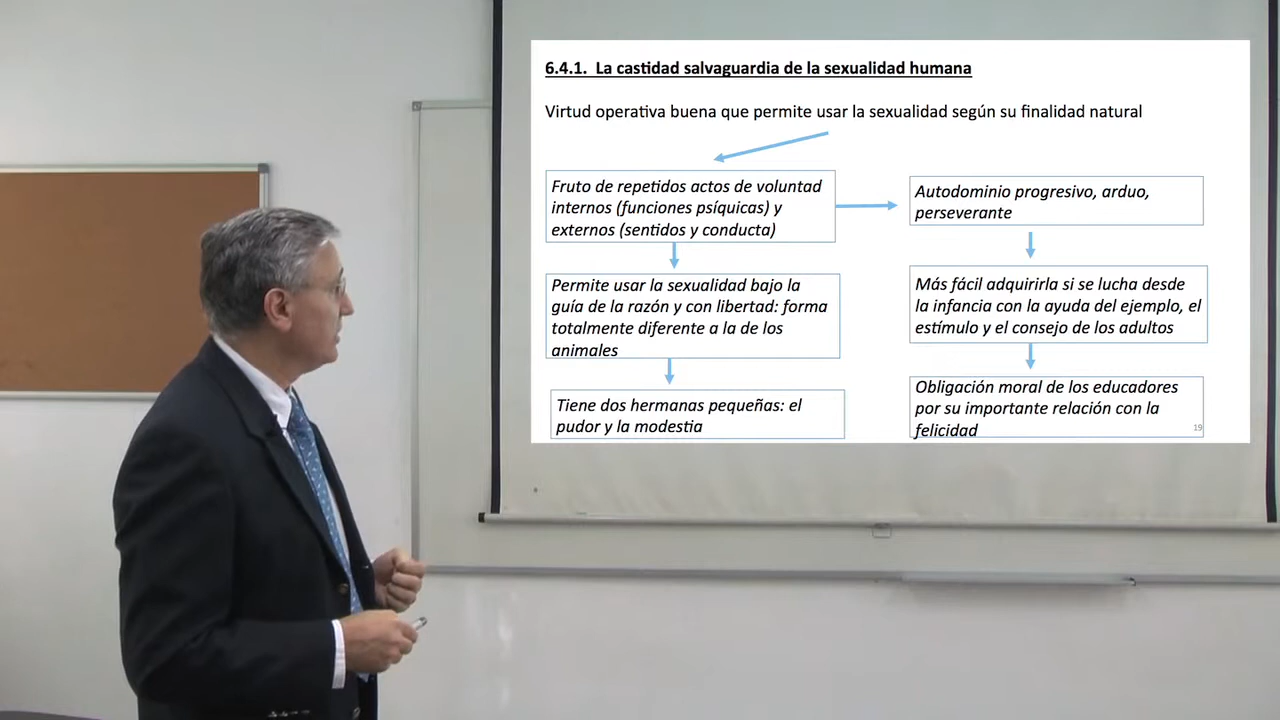 6.4.1. La castidad salvaguardia de la sexualidad humana
Virtud operativa buena que permite usar la sexualidad según su finalidad natural
Fruto de repetidos actos de voluntad
internos (funciones psíquicas) y
externos (sentidos y conducta)
Autodominio progresivo, arduo,
perseverante
Permite usar la sexualidad bajo la
guía de la razón y con libertad: forma
totalmente diferente a la de los
animales
Más fácil adquirirla si se lucha desde
la infancia con la ayuda del ejemplo, el
estímulo y el consejo de los adultos
Tiene dos hermanas pequeñas: el
pudor y la modestia
Obligación moral de los educadores
por su importante relación con la
felicidad
19